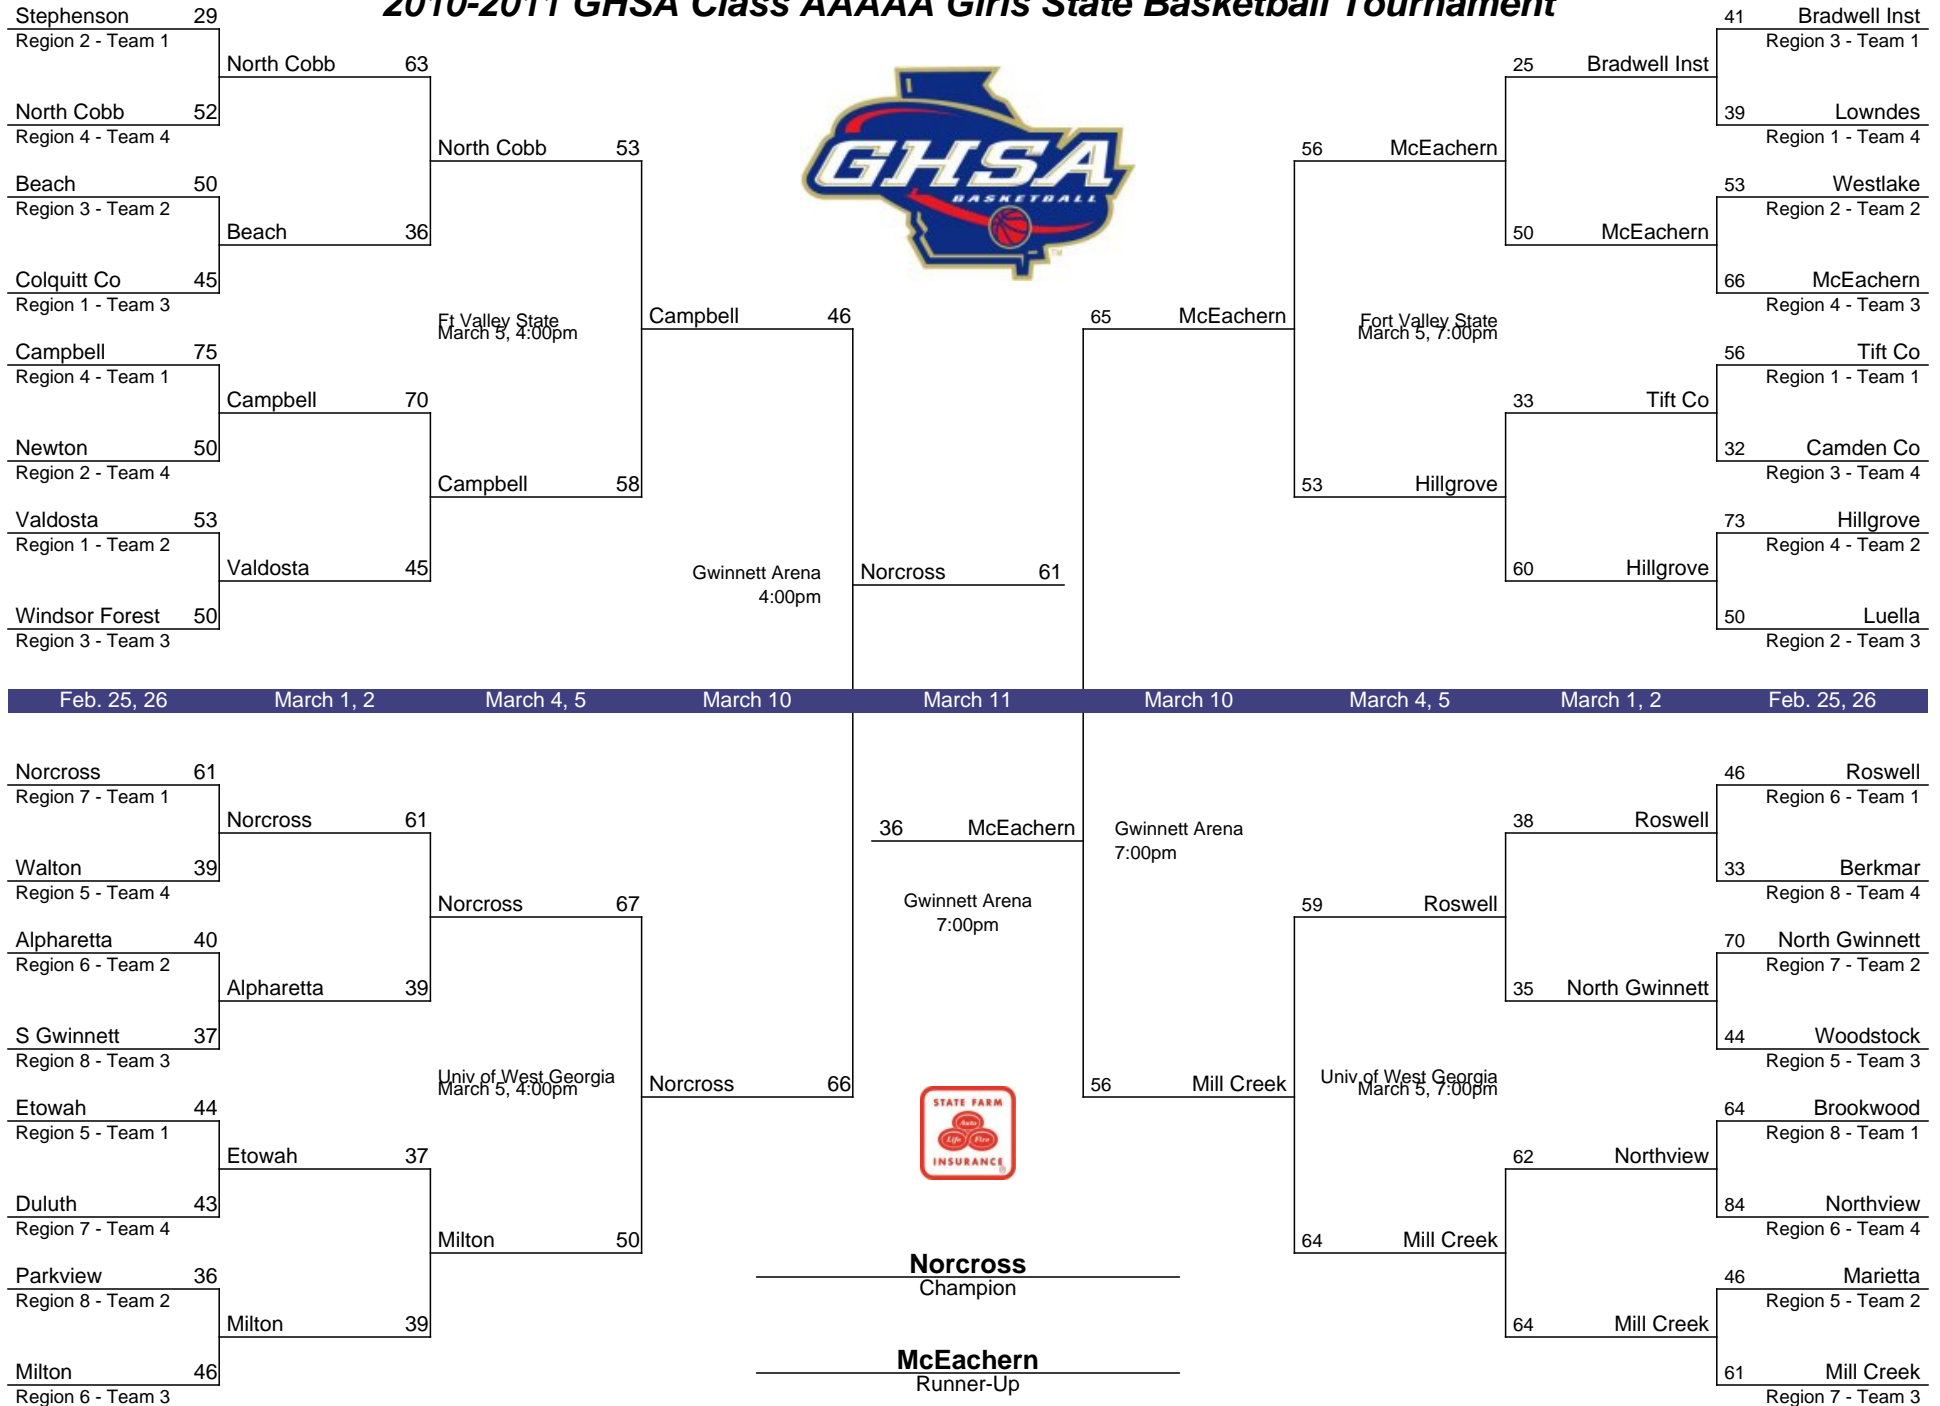 2010-2011 GHSA Class AAAAA Girls State Basketball Tournament
Stephenson 29
Region 2 - Team 1
North Cobb 63
North Cobb 52
Region 4 - Team 4
North Cobb 53
Beach 50
Region 3 - Team 2
Beach 36
Colquitt Co 45
Region 1 - Team 3
Ft Valley State
March 5, 4:00pm
Campbell 46
Campbell 75
Region 4 - Team 1
Campbell 70
Newton 50
Region 2 - Team 4
Campbell 58
Valdosta 53
Region 1 - Team 2
Valdosta 45
Windsor Forest 50
Region 3 - Team 3
Gwinnett Arena
4:00pm
Norcross 61
GHSA
BASKETBALL
TM
41 Bradwell Inst
Region 3 - Team 1
25 Bradwell Inst
39 Lowndes
Region 1 - Team 4
56 McEachern
53 Westlake
Region 2 - Team 2
50 McEachern
66 McEachern
Region 4 - Team 3
65 McEachern
Fort Valley State
March 5, 7:00pm
56 Tift Co
Region 1 - Team 1
33 Tift Co
32 Camden Co
Region 3 - Team 4
53 Hillgrove
73 Hillgrove
Region 4 - Team 2
60 Hillgrove
50 Luella
Region 2 - Team 3
Feb. 25, 26 March 1, 2 March 4, 5 March 10 March 11 March 10 March 4, 5 March 1, 2 Feb. 25, 26
Norcross 61
Region 7 - Team 1
Norcross 61
Walton 39
Region 5 - Team 4
Norcross 67
Alpharetta 40
Region 6 - Team 2
Alpharetta 39
S Gwinnett 37
Region 8 - Team 3
Univ of West Georgia
March 5, 4:00pm
Norcross 66
Etowah 44
Region 5 - Team 1
Etowah 37
Duluth 43
Region 7 - Team 4
Milton 50
Parkview 36
Region 8 - Team 2
Milton 39
Milton 46
Region 6 - Team 3
36 McEachern
Gwinnett Arena
7:00pm
Gwinnett Arena
7:00pm
STATE FARM
Auto
Life Fire
INSURANCE
®
Norcross
Champion
McEachern
Runner-Up
46 Roswell
Region 6 - Team 1
38 Roswell
33 Berkmar
Region 8 - Team 4
59 Roswell
70 North Gwinnett
Region 7 - Team 2
35 North Gwinnett
44 Woodstock
Region 5 - Team 3
56 Mill Creek
Univ of West Georgia
March 5, 7:00pm
64 Brookwood
Region 8 - Team 1
62 Northview
84 Northview
Region 6 - Team 4
64 Mill Creek
46 Marietta
Region 5 - Team 2
64 Mill Creek
61 Mill Creek
Region 7 - Team 3